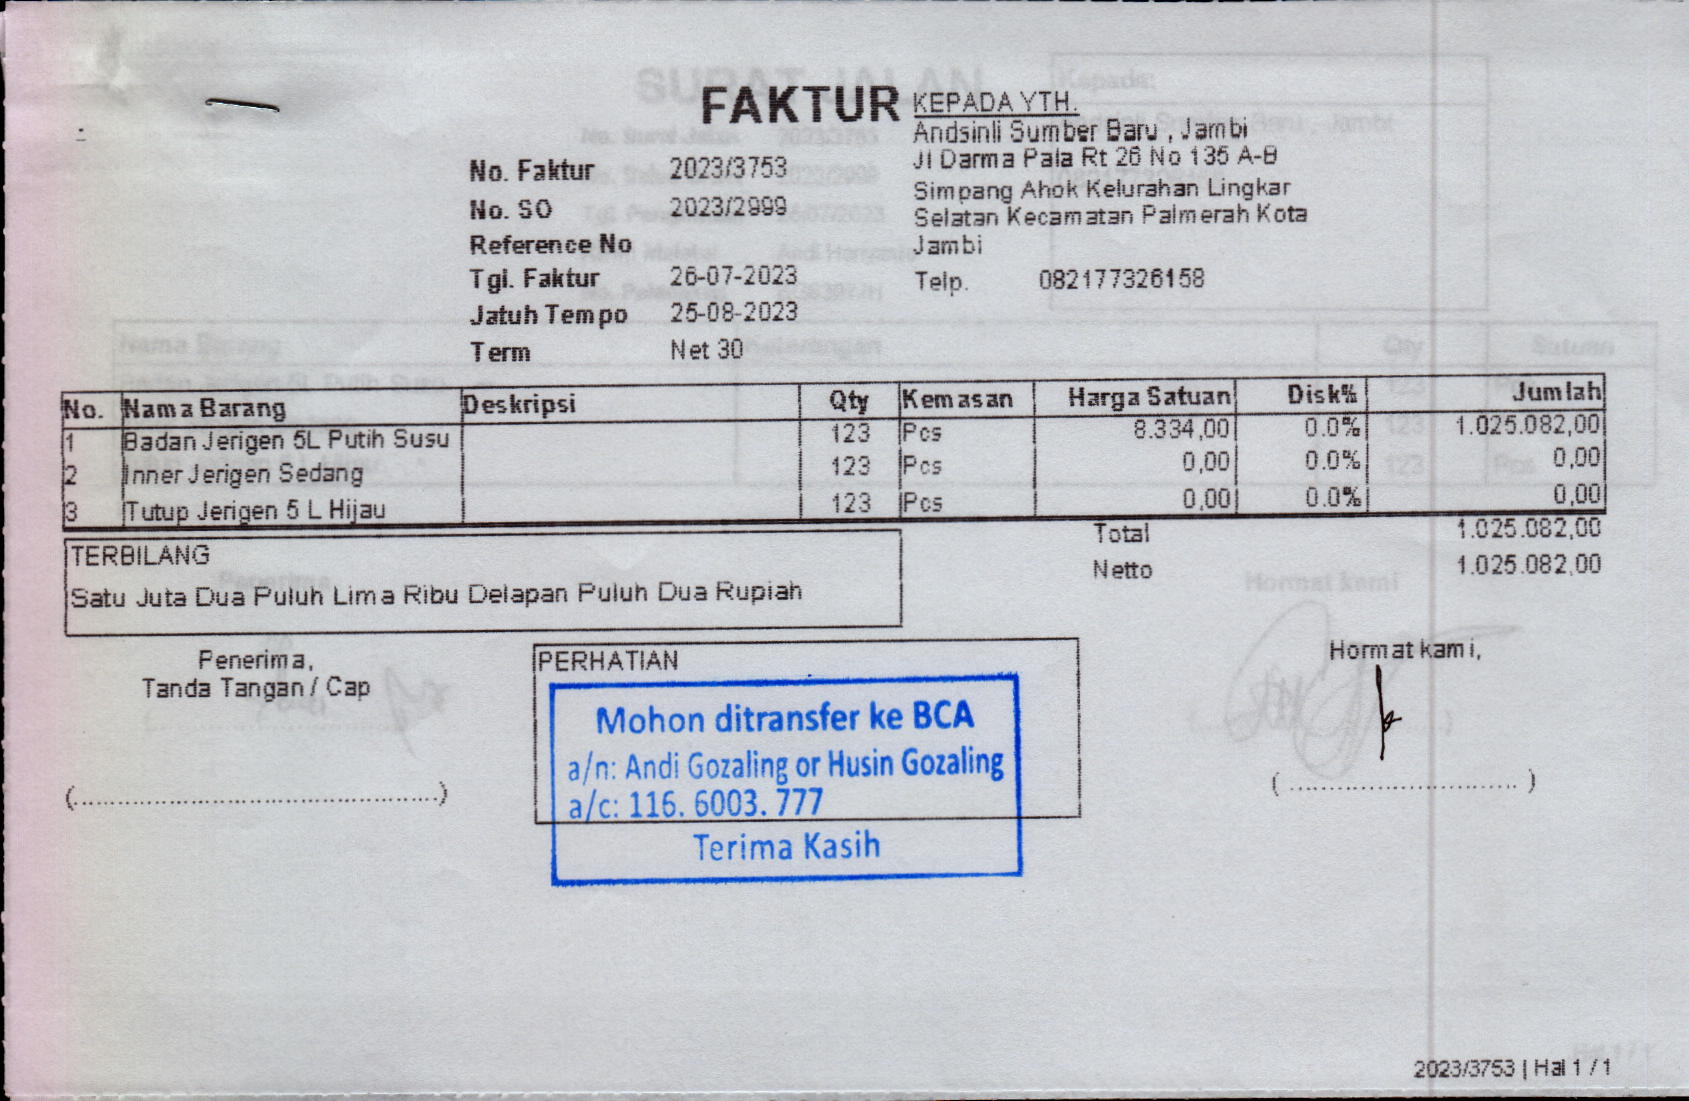 FAKTUR
KEPADA YTH.
Andsinli Sumber Baru , Jambi
Jl Darma Pala Rt 26 No 135 A-B
Simpang Ahok Kelurahan Lingkar
Selatan Kecamatan Palmerah Kota
Jambi
Telp. 082177326158
No. Faktur 2023/3753
No. SO 2023/2999
Reference No
Tgl. Faktur 26-07-2023
Jatuh Tempo 25-08-2023
Term Net 30
No. Nama Barang Deskripsi Qty Kemasan Harga Satuan Disk% Jumlah
1 Badan Jerigen 5L Putih Susu 123 Pcs 8.334,00 0.0% 1.025.082,00
2 Inner Jerigen Sedang 123 Pcs 0,00 0.0% 0,00
3 Tutup Jerigen 5 L Hijau 123 Pcs 0,00 0.0% 0,00
Total 1.025.082,00
Netto 1.025.082,00
TERBILANG
Satu Juta Dua Puluh Lima Ribu Delapan Puluh Dua Rupiah
Penerima,
Tanda Tangan / Cap
(............................................)
PERHATIAN
Mohon ditransfer ke BCA
a/n: Andi Gozaling or Husin Gozaling
a/c: 116. 6003. 777
Terima Kasih
Hormat kami,
( .............................. )
2023/3753 | Hal 1 / 1